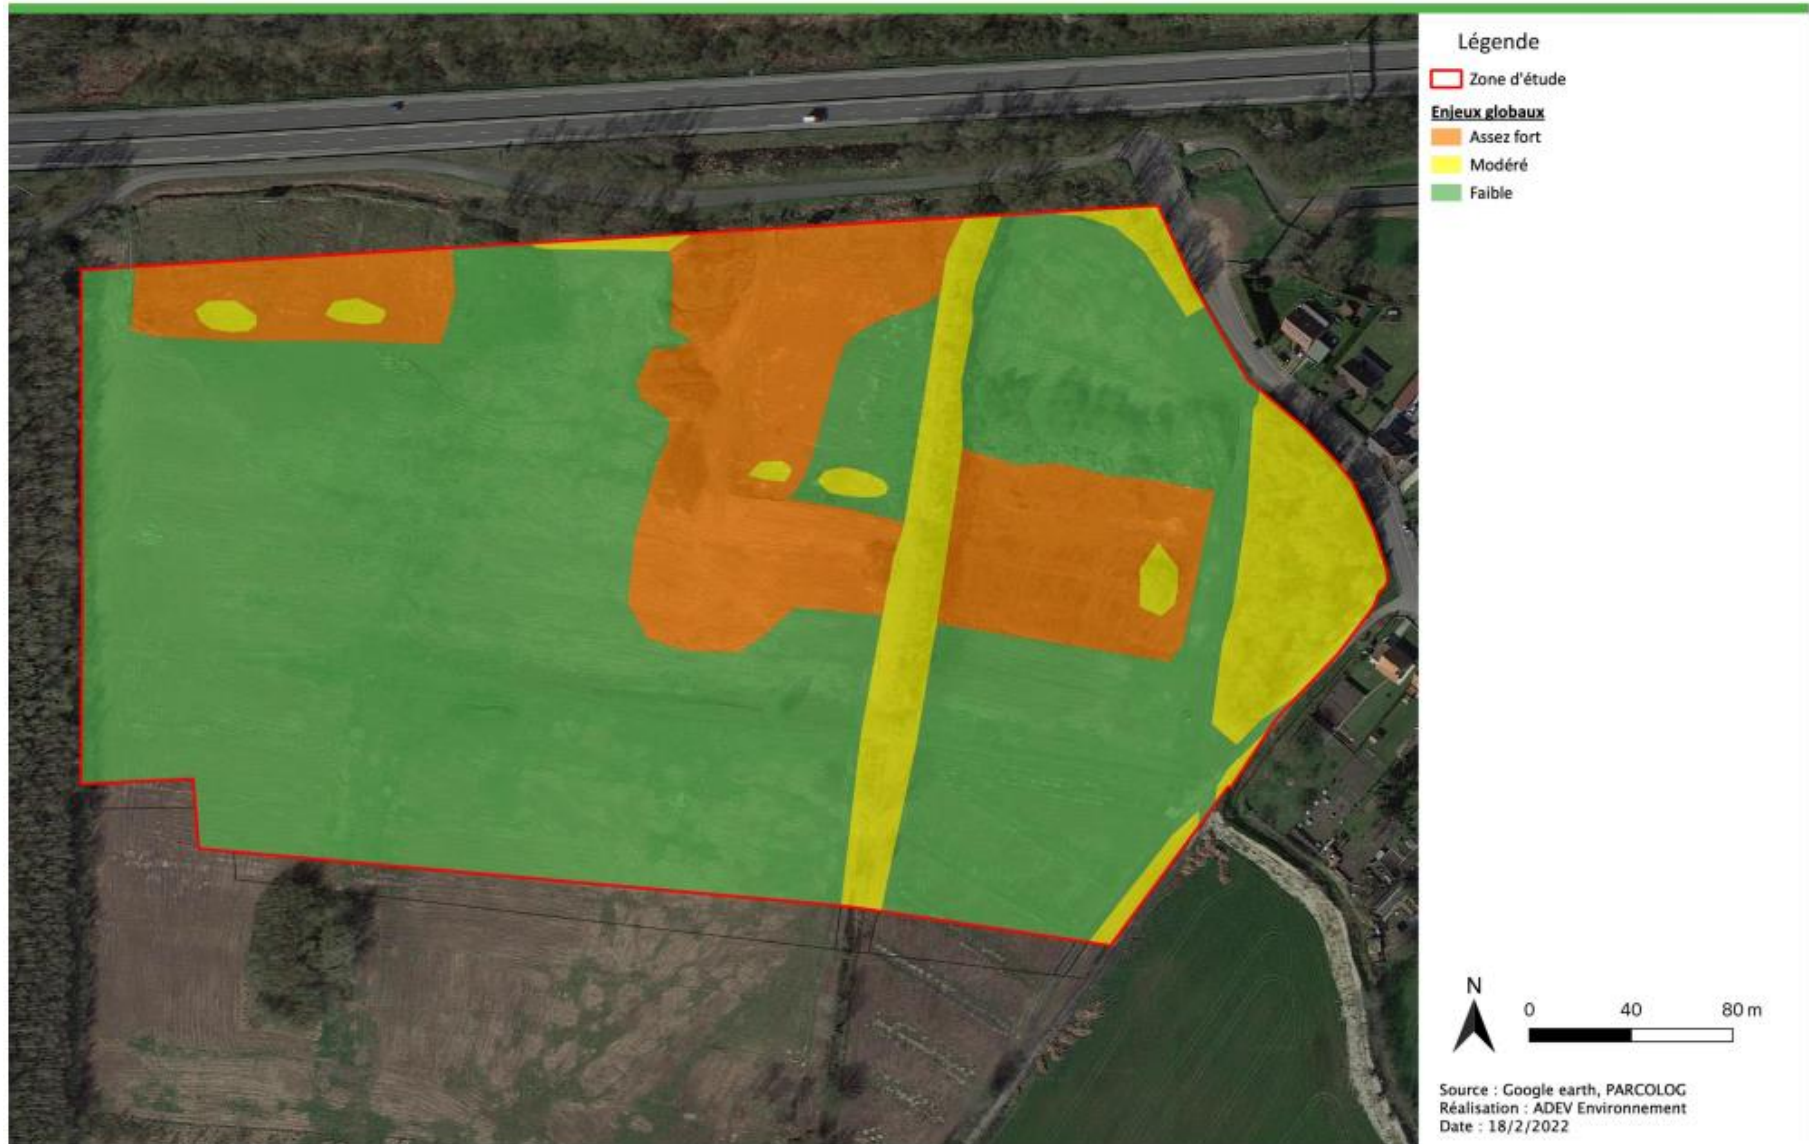 Légende
Zone d'étude
Enjeux globaux
Assez fort
Modéré
Faible
N
0 40 80 m
Source : Google earth, PARCOLOG
Réalisation : ADEV Environnement
Date : 18/2/2022